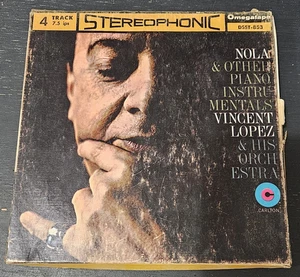 4 TRACK
7.5 ips
STEREOPHONIC
Omegatape
NOLA
& OTHER
PIANO
INSTRU
MENTALS
VINCENT
LOPEZ
& HIS
ORCH
ESTRA
CARLTON